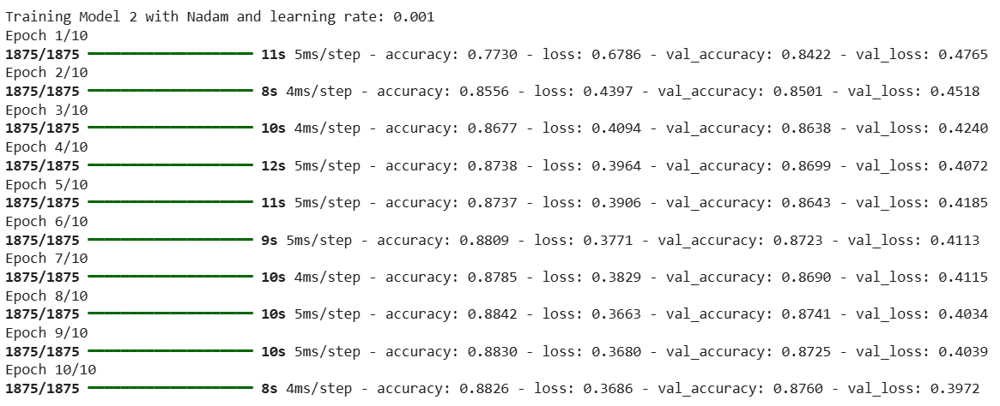 Training Model 2 with Nadam and learning rate: 0.001
Epoch 1/10
1875/1875 ━━━━━━━━━━━━━━━━━━━━ 11s 5ms/step - accuracy: 0.7730 - loss: 0.6786 - val_accuracy: 0.8422 - val_loss: 0.4765
Epoch 2/10
1875/1875 ━━━━━━━━━━━━━━━━━━━━ 8s 4ms/step - accuracy: 0.8556 - loss: 0.4397 - val_accuracy: 0.8501 - val_loss: 0.4518
Epoch 3/10
1875/1875 ━━━━━━━━━━━━━━━━━━━━ 10s 4ms/step - accuracy: 0.8677 - loss: 0.4094 - val_accuracy: 0.8638 - val_loss: 0.4240
Epoch 4/10
1875/1875 ━━━━━━━━━━━━━━━━━━━━ 12s 5ms/step - accuracy: 0.8738 - loss: 0.3964 - val_accuracy: 0.8699 - val_loss: 0.4072
Epoch 5/10
1875/1875 ━━━━━━━━━━━━━━━━━━━━ 11s 5ms/step - accuracy: 0.8737 - loss: 0.3906 - val_accuracy: 0.8643 - val_loss: 0.4185
Epoch 6/10
1875/1875 ━━━━━━━━━━━━━━━━━━━━ 9s 5ms/step - accuracy: 0.8809 - loss: 0.3771 - val_accuracy: 0.8723 - val_loss: 0.4113
Epoch 7/10
1875/1875 ━━━━━━━━━━━━━━━━━━━━ 10s 4ms/step - accuracy: 0.8785 - loss: 0.3829 - val_accuracy: 0.8690 - val_loss: 0.4115
Epoch 8/10
1875/1875 ━━━━━━━━━━━━━━━━━━━━ 10s 5ms/step - accuracy: 0.8842 - loss: 0.3663 - val_accuracy: 0.8741 - val_loss: 0.4034
Epoch 9/10
1875/1875 ━━━━━━━━━━━━━━━━━━━━ 10s 5ms/step - accuracy: 0.8830 - loss: 0.3680 - val_accuracy: 0.8725 - val_loss: 0.4039
Epoch 10/10
1875/1875 ━━━━━━━━━━━━━━━━━━━━ 8s 4ms/step - accuracy: 0.8826 - loss: 0.3686 - val_accuracy: 0.8760 - val_loss: 0.3972